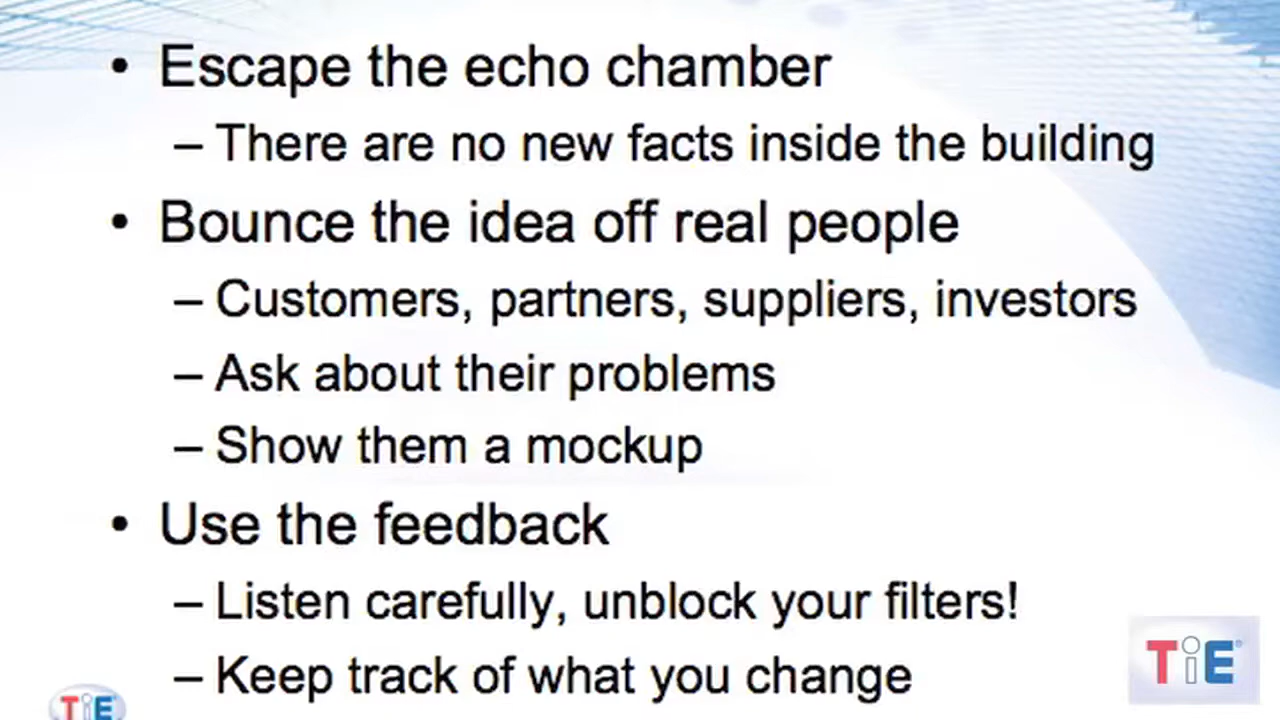 • Escape the echo chamber
– There are no new facts inside the building
• Bounce the idea off real people
– Customers, partners, suppliers, investors
– Ask about their problems
– Show them a mockup
• Use the feedback
– Listen carefully, unblock your filters!
– Keep track of what you change
TiE®
TiE